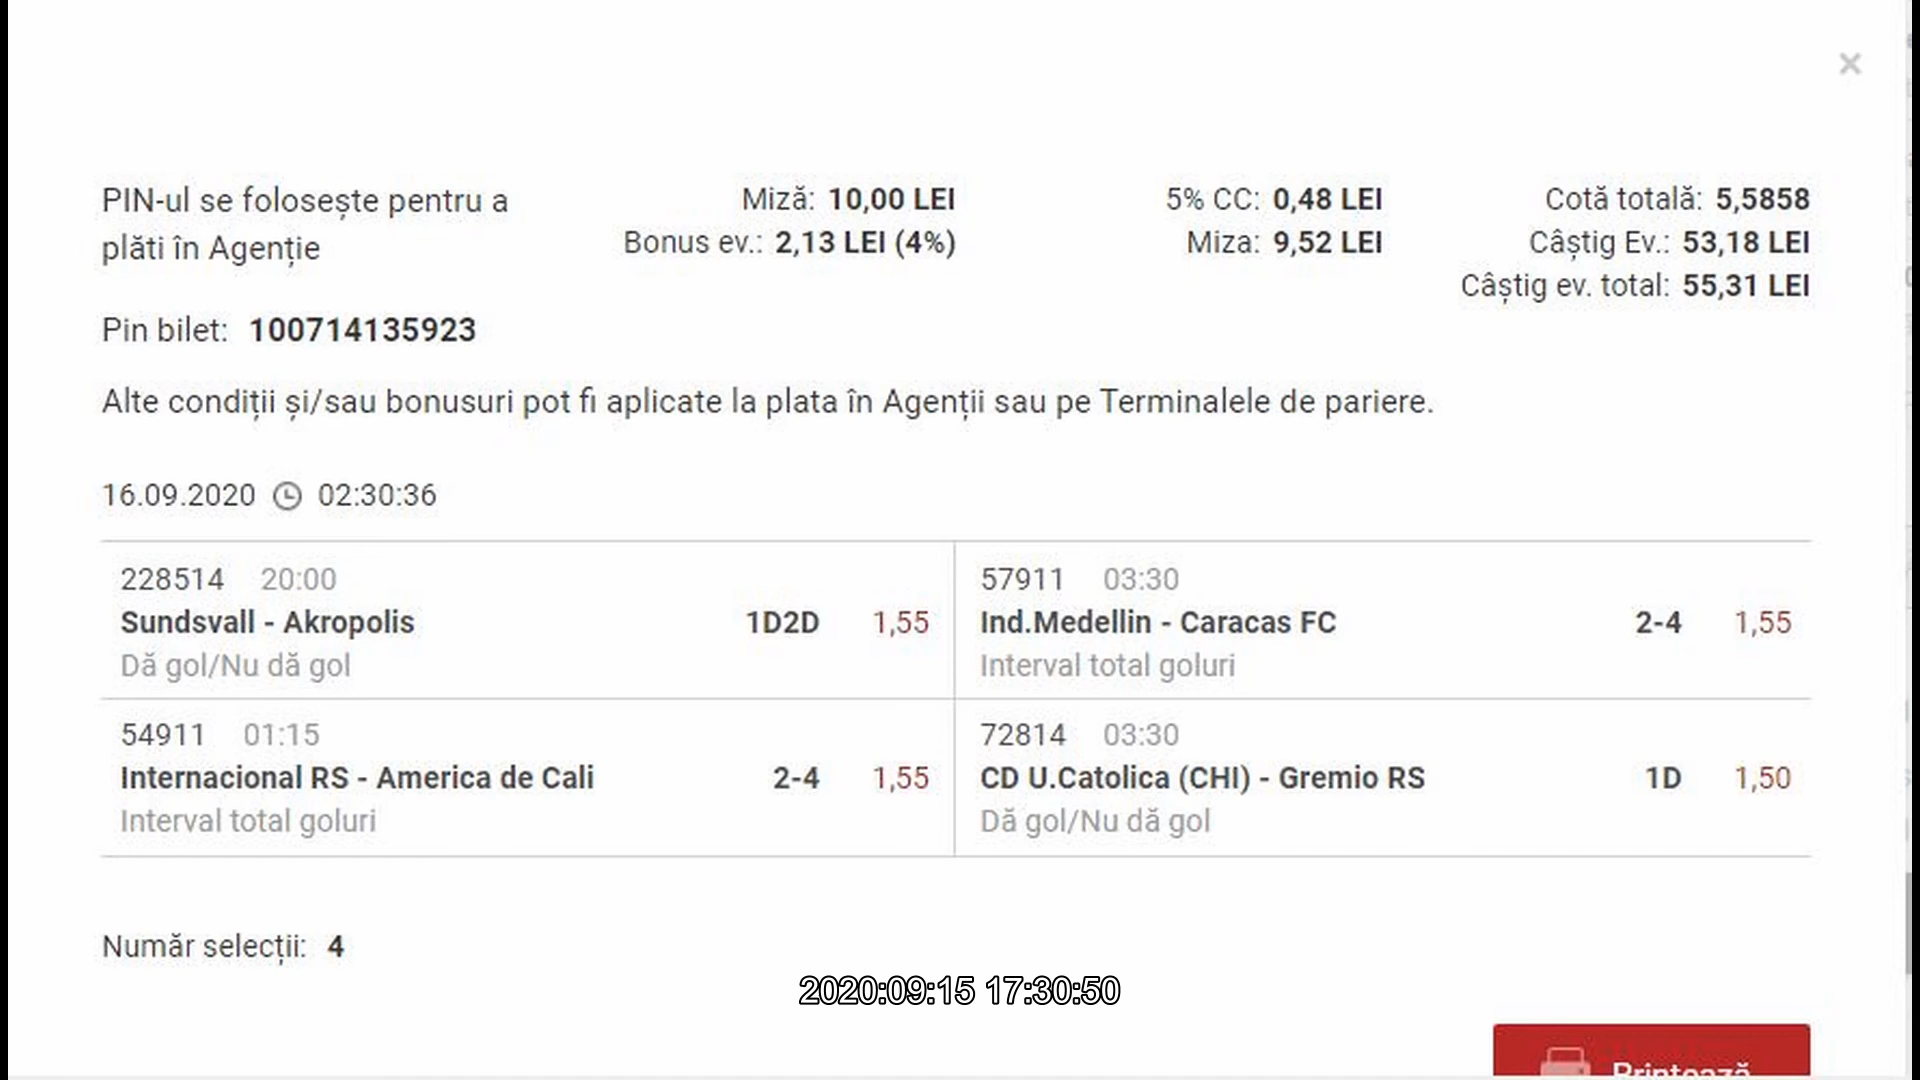 ×
PIN-ul se folosește pentru a
plăti în Agenție
Pin bilet: 100714135923
Miză: 10,00 LEI
Bonus ev.: 2,13 LEI (4%)
5% CC: 0,48 LEI
Miza: 9,52 LEI
Cotă totală: 5,5858
Câștig Ev.: 53,18 LEI
Câștig ev. total: 55,31 LEI
Alte condiții și/sau bonusuri pot fi aplicate la plata în Agenții sau pe Terminalele de pariere.
16.09.2020 02:30:36
228514 20:00
Sundsvall - Akropolis 1D2D 1,55
Dă gol/Nu dă gol
57911 03:30
Ind.Medellin - Caracas FC 2-4 1,55
Interval total goluri
54911 01:15
Internacional RS - America de Cali 2-4 1,55
Interval total goluri
72814 03:30
CD U.Catolica (CHI) - Gremio RS 1D 1,50
Dă gol/Nu dă gol
Număr selecții: 4
2020:09:15 17:30:50
Printează